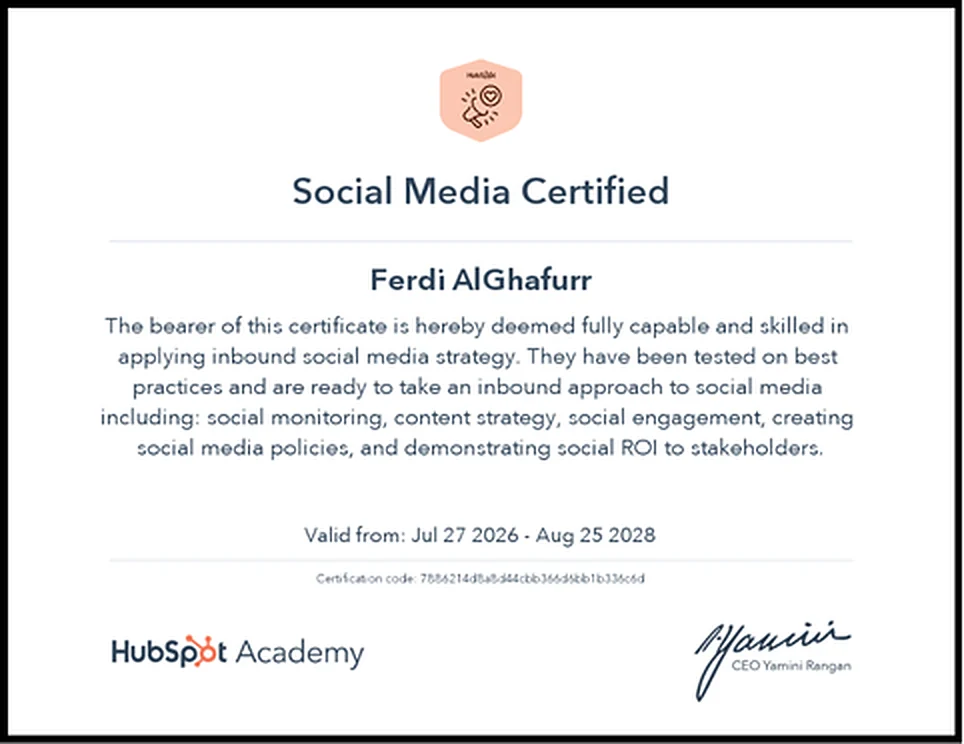 HubSpot
Social Media Certified
Ferdi AlGhafurr
The bearer of this certificate is hereby deemed fully capable and skilled in
applying inbound social media strategy. They have been tested on best
practices and are ready to take an inbound approach to social media
including: social monitoring, content strategy, social engagement, creating
social media policies, and demonstrating social ROI to stakeholders.
Valid from: Jul 27 2026 - Aug 25 2028
Certification code: 7886214d8a8d44cbb366d6bb1b336c6d
HubSpot Academy
Yamini
CEO Yamini Rangan